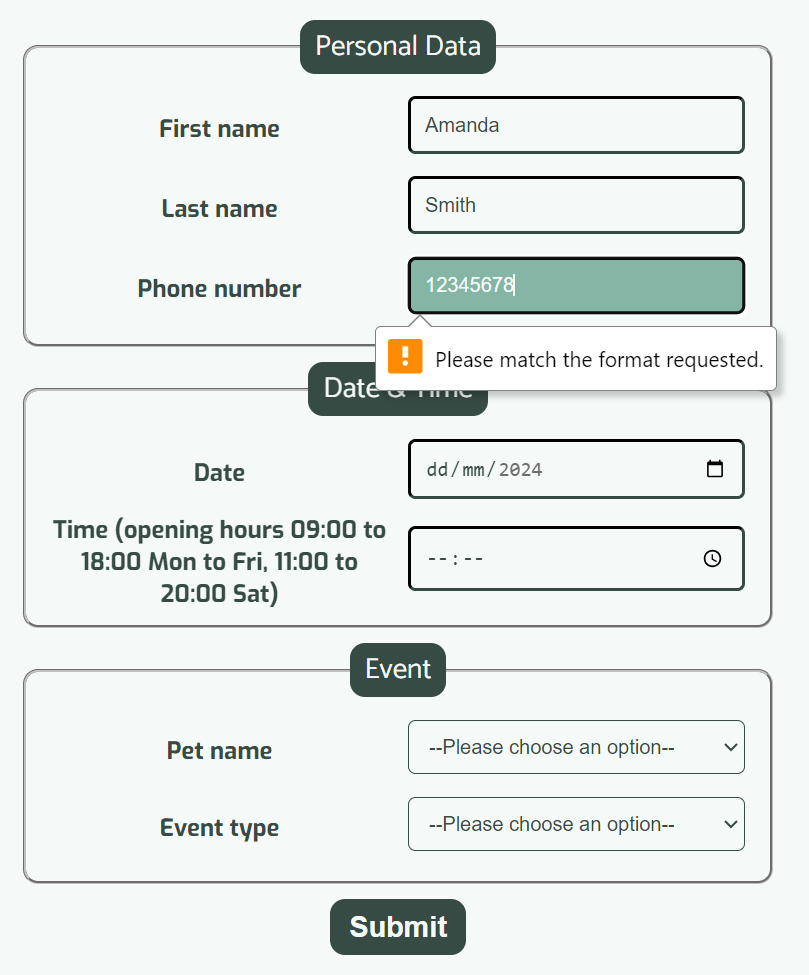 Personal Data
First name
Amanda
Last name
Smith
Phone number
12345678
Please match the format requested.
Date & Time
Date
dd/mm/2024
Time (opening hours 09:00 to
18:00 Mon to Fri, 11:00 to
20:00 Sat)
--:--
Event
Pet name
--Please choose an option--
Event type
--Please choose an option--
Submit